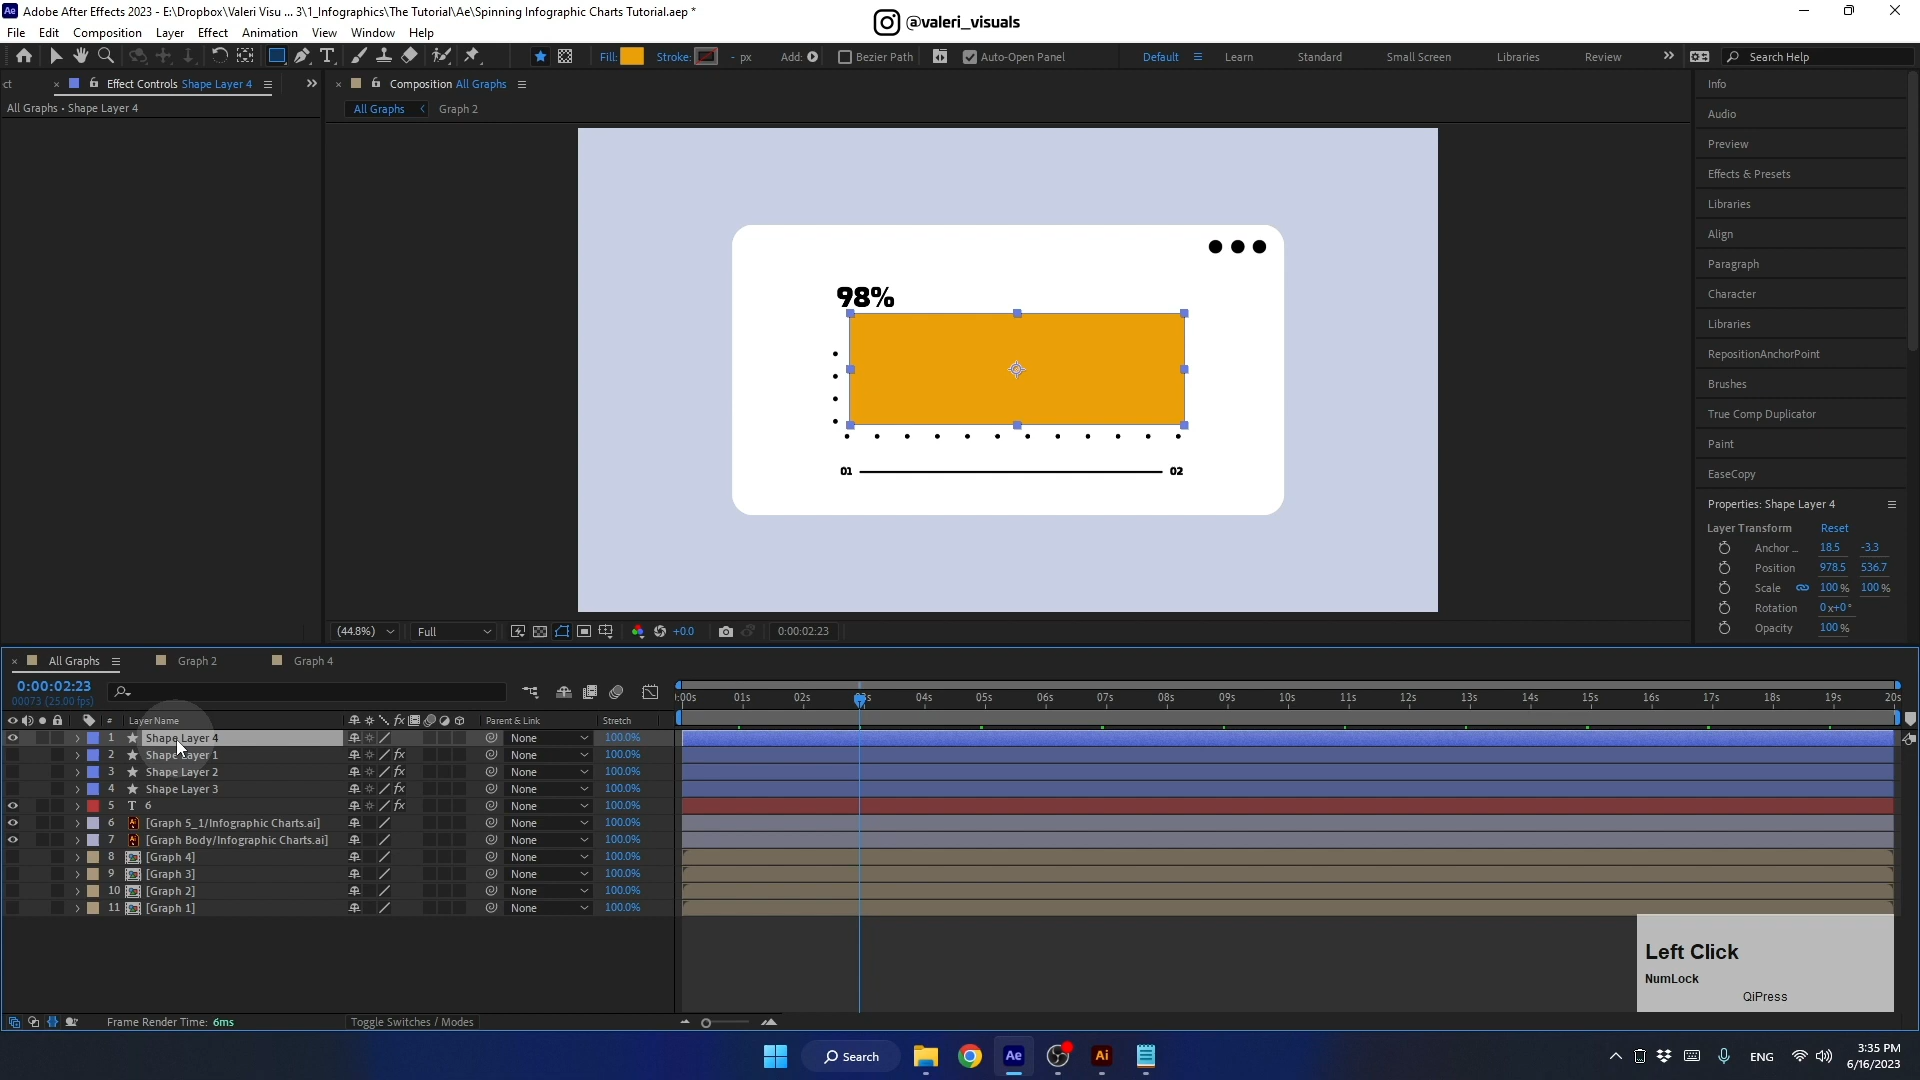 Ae Adobe After Effects 2023 - E:\Dropbox\Valeri Visu ... 3\1_Infographics\The Tutorial\Ae\Spinning Infographic Charts Tutorial.aep *
@valeri_visuals
File Edit Composition Layer Effect Animation View Window Help
Fill: Stroke: - px Add: Bezier Path Auto-Open Panel Default Learn Standard Small Screen Libraries Review Search Help
ct Effect Controls Shape Layer 4
All Graphs • Shape Layer 4
Composition All Graphs
All Graphs Graph 2
98%
01 02
Info
Audio
Preview
Effects & Presets
Libraries
Align
Paragraph
Character
Libraries
RepositionAnchorPoint
Brushes
True Comp Duplicator
Paint
EaseCopy
Properties: Shape Layer 4
Layer Transform Reset
Anchor ... 18.5 -3.3
Position 978.5 536.7
Scale 100 % 100 %
Rotation 0x+0°
Opacity 100 %
(44.8%) Full +0.0 0:00:02:23
All Graphs Graph 2 Graph 4
0:00:02:23
00073 (25.00 fps)
:00s 01s 02s 04s 05s 06s 07s 08s 09s 10s 11s 12s 13s 14s 15s 16s 17s 18s 19s 20s
# Layer Name fx Parent & Link Stretch
1 Shape Layer 4 None 100.0%
2 Shape Layer 1 fx None 100.0%
3 Shape Layer 2 fx None 100.0%
4 Shape Layer 3 fx None 100.0%
5 T 6 fx None 100.0%
6 [Graph 5_1/Infographic Charts.ai] None 100.0%
7 [Graph Body/Infographic Charts.ai] None 100.0%
8 [Graph 4] None 100.0%
9 [Graph 3] None 100.0%
10 [Graph 2] None 100.0%
11 [Graph 1] None 100.0%
Left Click
NumLock
QiPress
Frame Render Time: 6ms Toggle Switches / Modes
Search Ae Ai ENG
3:35 PM
6/16/2023